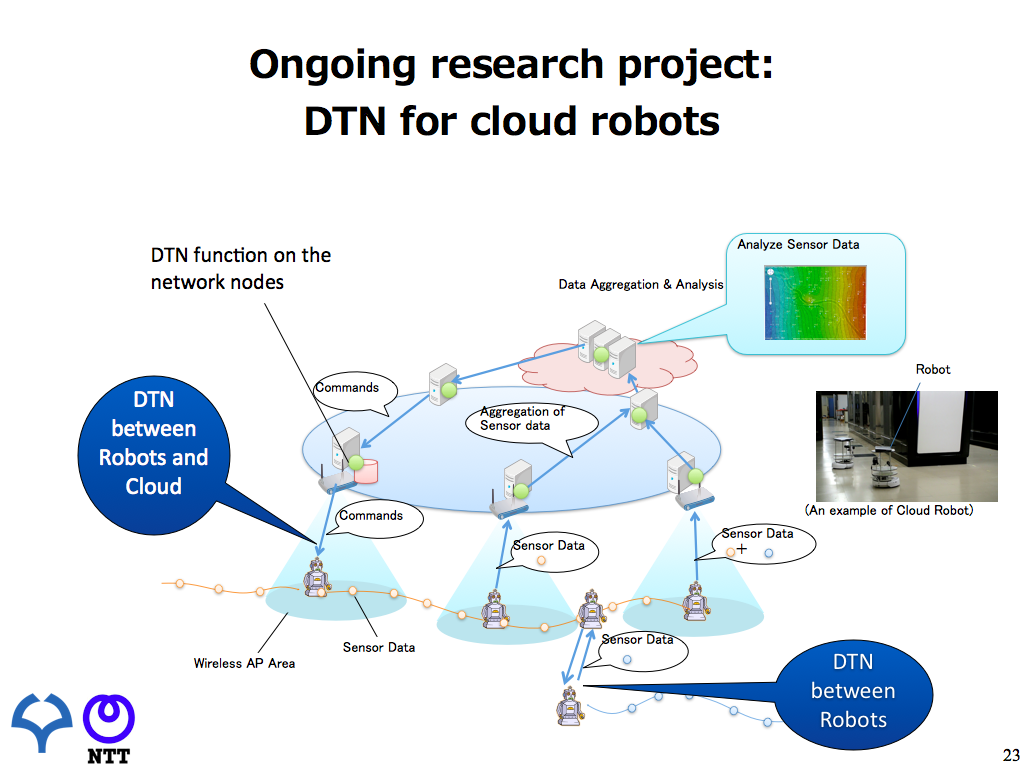 Ongoing research project:
DTN for cloud robots
DTN function on the
network nodes
Analyze Sensor Data
Data Aggregation & Analysis
Robot
Commands
Aggregation of
Sensor data
DTN
between
Robots and
Cloud
(An example of Cloud Robot)
Commands
Sensor Data
Sensor Data
+
Sensor Data
Sensor Data
Wireless AP Area
DTN
between
Robots
NTT
23